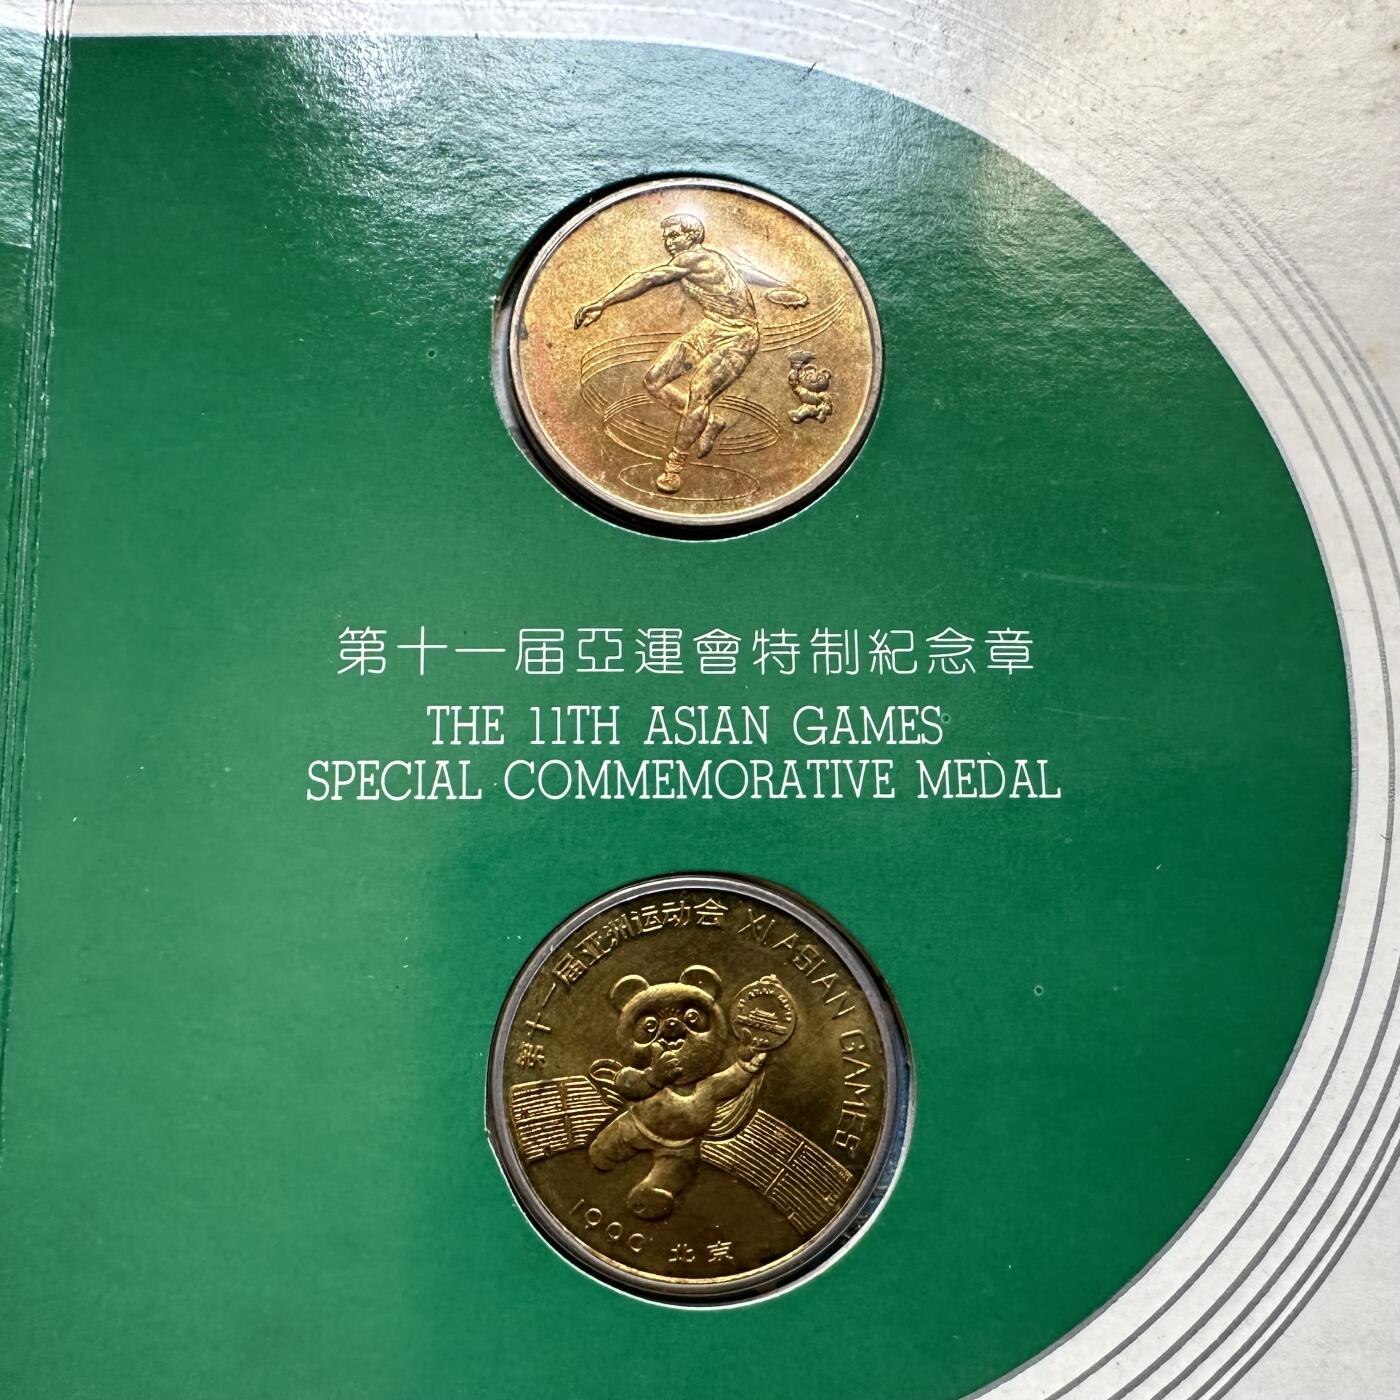 第十一届亞運會特制紀念章
THE 11TH ASIAN GAMES
SPECIAL COMMEMORATIVE MEDAL
第十一届亚洲运动会 XI ASIAN GAMES
1990 北京